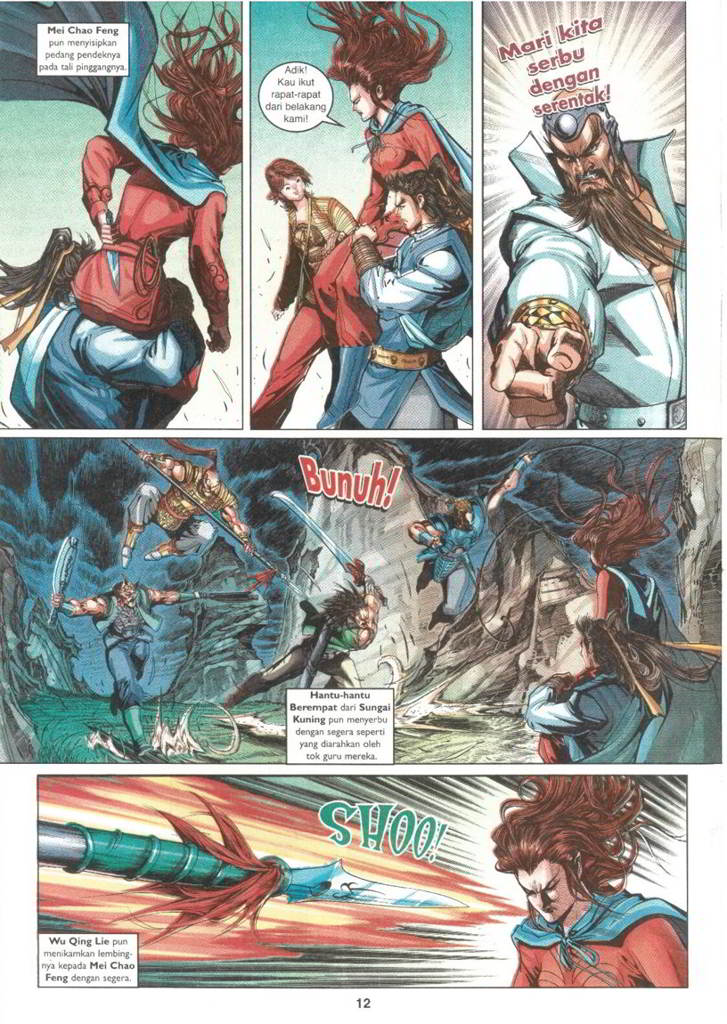 Mei Chao Feng
pun menyisipkan
pedang pendeknya
pada tali pinggangnya.
Adik!
Kau ikut
rapat-rapat
dari belakang
kami!
Mari kita
serbu
dengan
serentak!
Bunuh!
Hantu-hantu
Berempat dari Sungai
Kuning pun menyerbu
dengan segera seperti
yang diarahkan oleh
tok guru mereka.
SHOO!
Wu Qing Lie pun
menikamkan lembing-
nya kepada Mei Chao
Feng dengan segera.
12